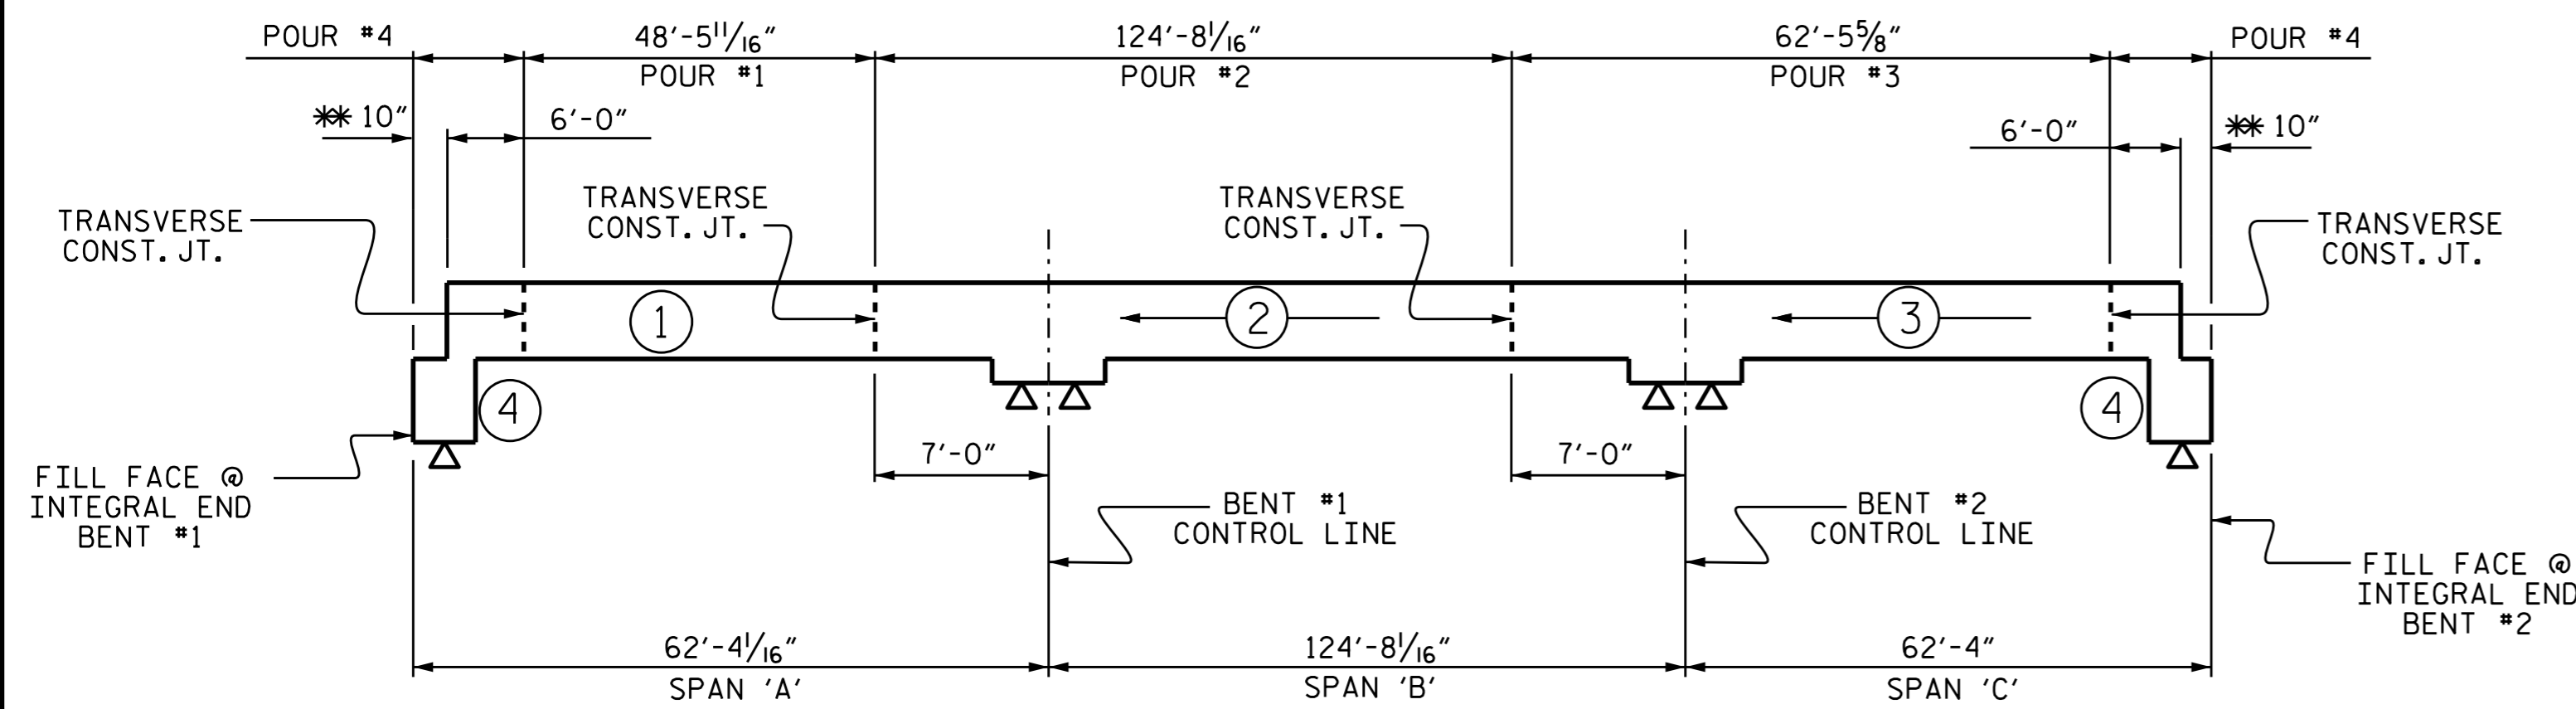 POUR #4
48'-5 11/16"
POUR #1
124'-8 1/16"
POUR #2
62'-5 5/8"
POUR #3
POUR #4
** 10"
6'-0"
6'-0"
** 10"
TRANSVERSE
CONST. JT.
TRANSVERSE
CONST. JT.
TRANSVERSE
CONST. JT.
TRANSVERSE
CONST. JT.
1
2
3
4
4
7'-0"
7'-0"
FILL FACE @
INTEGRAL END
BENT #1
BENT #1
CONTROL LINE
BENT #2
CONTROL LINE
FILL FACE @
INTEGRAL END
BENT #2
62'-4 1/16"
SPAN 'A'
124'-8 1/16"
SPAN 'B'
62'-4"
SPAN 'C'